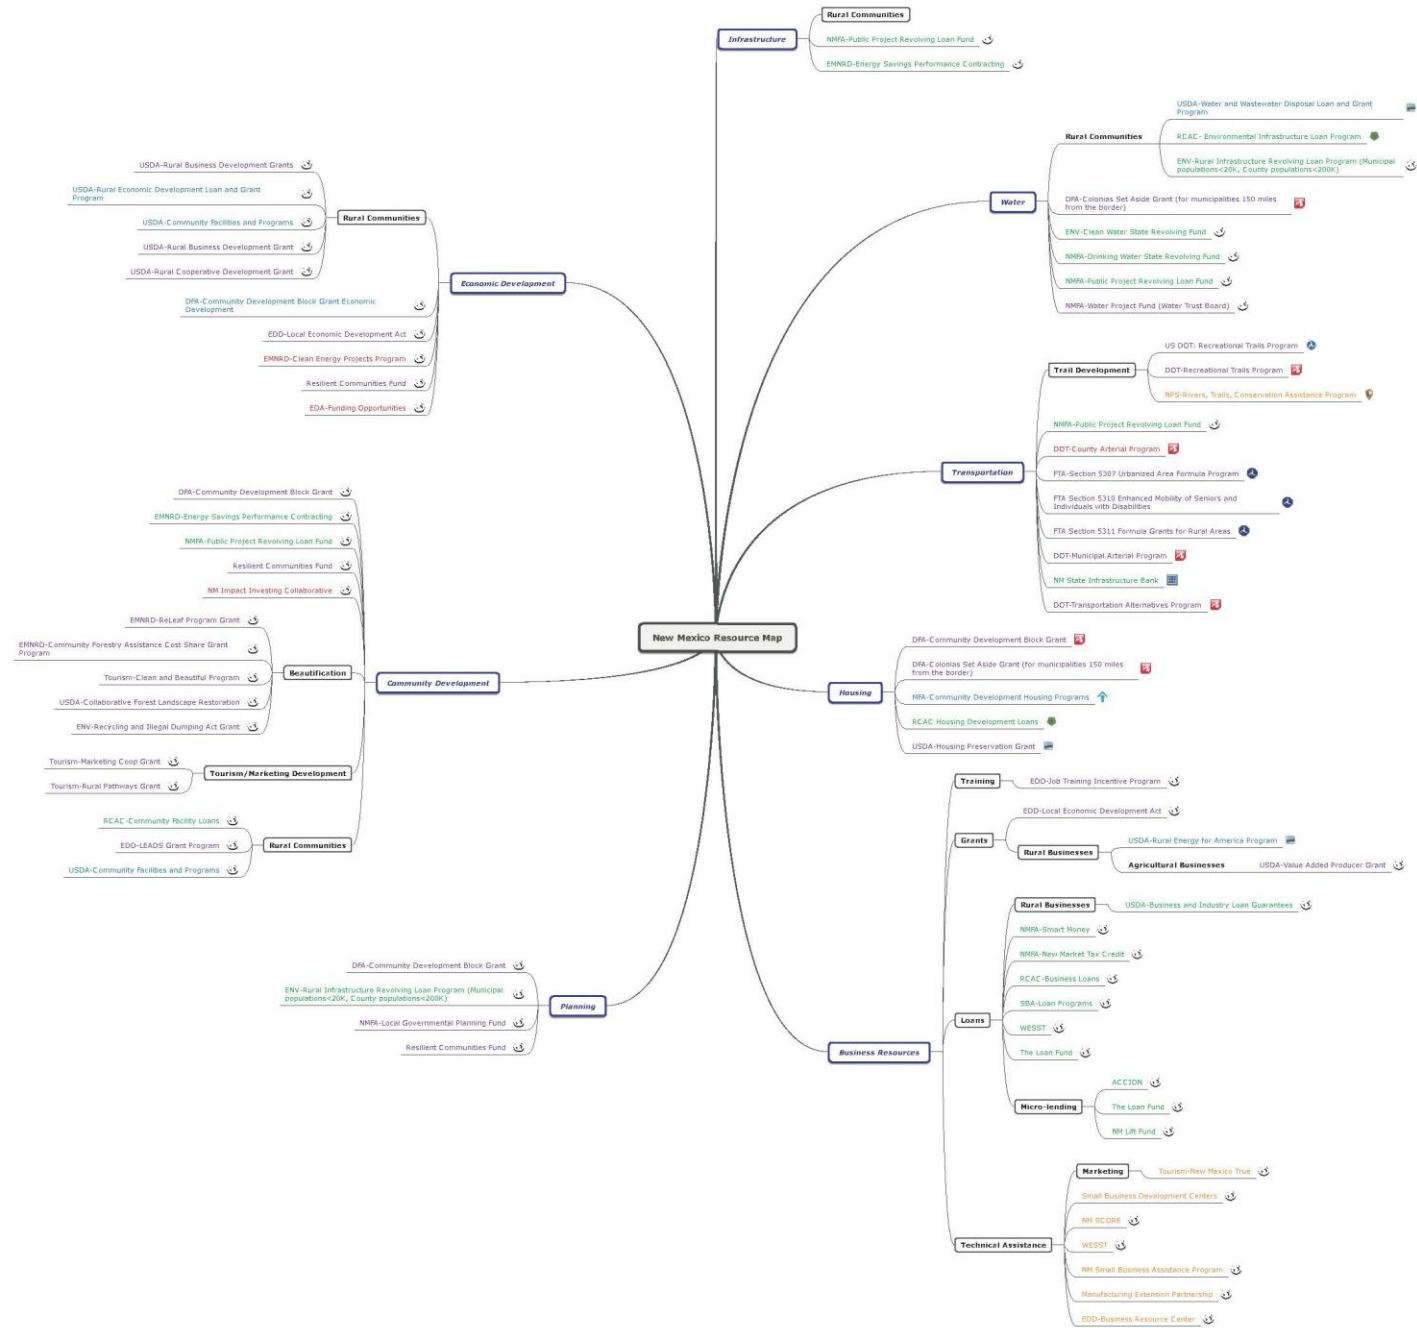 New Mexico Resource Map
Infrastructure
Rural Communities
NMFA-Public Project Revolving Loan Fund
EMNRD-Energy Savings Performance Contracting
Water
Rural Communities
USDA-Water and Wastewater Disposal Loan and Grant
Program
RCAC- Environmental Infrastructure Loan Program
ENV-Rural Infrastructure Revolving Loan Program (Municipal
populations<20K, County populations<200K)
DFA-Colonias Set Aside Grant (for municipalities 150 miles
from the border)
ENV-Clean Water State Revolving Fund
NMFA-Drinking Water State Revolving Fund
NMFA-Public Project Revolving Loan Fund
NMFA-Water Project Fund (Water Trust Board)
Transportation
Trail Development
US DOT: Recreational Trails Program
DOT-Recreational Trails Program
NPS-Rivers, Trails, Conservation Assistance Program
NMFA-Public Project Revolving Loan Fund
DOT-County Arterial Program
FTA-Section 5307 Urbanized Area Formula Program
FTA Section 5310 Enhanced Mobility of Seniors and
Individuals with Disabilities
FTA Section 5311 Formula Grants for Rural Areas
DOT-Municipal Arterial Program
NM State Infrastructure Bank
DOT-Transportation Alternatives Program
Housing
DFA-Community Development Block Grant
DFA-Colonias Set Aside Grant (for municipalities 150 miles
from the border)
MFA-Community Development Housing Programs
RCAC Housing Development Loans
USDA-Housing Preservation Grant
Business Resources
Training
EDD-Job Training Incentive Program
Grants
EDD-Local Economic Development Act
Rural Businesses
USDA-Rural Energy for America Program
Agricultural Businesses
USDA-Value Added Producer Grant
Loans
Rural Businesses
USDA-Business and Industry Loan Guarantees
NMFA-Smart Money
NMFA-New Market Tax Credit
RCAC-Business Loans
SBA-Loan Programs
WESST
The Loan Fund
Micro-lending
ACCION
The Loan Fund
NM Lift Fund
Technical Assistance
Marketing
Tourism-New Mexico True
Small Business Development Centers
NM SCORE
WESST
NM Small Business Assistance Program
Manufacturing Extension Partnership
EDD-Business Resource Center
Economic Development
Rural Communities
USDA-Rural Business Development Grants
USDA-Rural Economic Development Loan and Grant
Program
USDA-Community Facilities and Programs
USDA-Rural Business Development Grant
USDA-Rural Cooperative Development Grant
DFA-Community Development Block Grant Economic
Development
EDD-Local Economic Development Act
EMNRD-Clean Energy Projects Program
Resilient Communities Fund
EDA-Funding Opportunities
Community Development
DFA-Community Development Block Grant
EMNRD-Energy Savings Performance Contracting
NMFA-Public Project Revolving Loan Fund
Resilient Communities Fund
NM Impact Investing Collaborative
Beautification
EMNRD-ReLeaf Program Grant
EMNRD-Community Forestry Assistance Cost Share Grant
Program
Tourism-Clean and Beautiful Program
USDA-Collaborative Forest Landscape Restoration
ENV-Recycling and Illegal Dumping Act Grant
Tourism/Marketing Development
Tourism-Marketing Coop Grant
Tourism-Rural Pathways Grant
Rural Communities
RCAC-Community Facility Loans
EDD-LEADS Grant Program
USDA-Community Facilities and Programs
Planning
DFA-Community Development Block Grant
ENV-Rural Infrastructure Revolving Loan Program (Municipal
populations<20K, County populations<200K)
NMFA-Local Governmental Planning Fund
Resilient Communities Fund